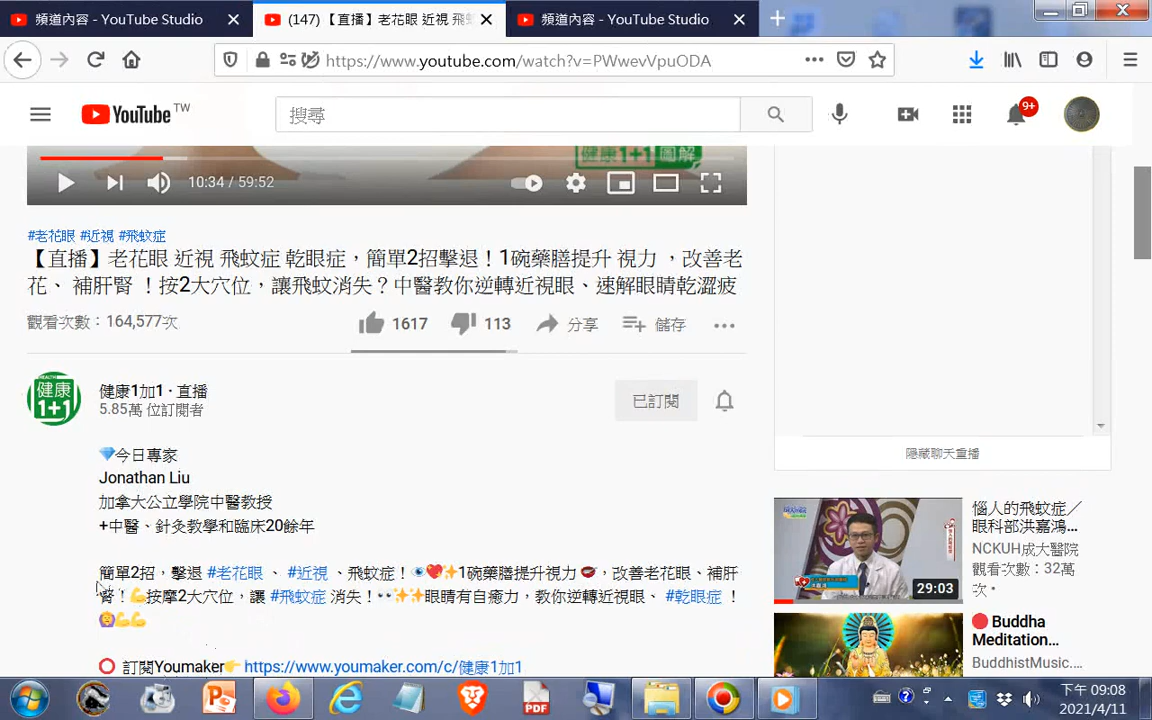 頻道內容 - YouTube Studio
(147)【直播】老花眼 近視 飛蚊
頻道內容 - YouTube Studio
https://www.youtube.com/watch?v=PWwevVpuODA
YouTube TW
搜尋
9+
健康1+1 圖解
10:34 / 59:52
#老花眼 #近視 #飛蚊症
【直播】老花眼 近視 飛蚊症 乾眼症，簡單2招擊退！1碗藥膳提升 視力 ，改善老
花、 補肝腎 ！按2大穴位，讓飛蚊消失？中醫教你逆轉近視眼、速解眼睛乾澀疲
觀看次數：164,577次
1617
113
分享
儲存
健康
1+1
健康1加1 · 直播
5.85萬 位訂閱者
已訂閱
💎今日專家
Jonathan Liu
加拿大公立學院中醫教授
+中醫、針灸教學和臨床20餘年
簡單2招，擊退 #老花眼 、 #近視 、飛蚊症！👁❤️✨1碗藥膳提升視力👄，改善老花眼、補肝
腎！💪按摩2大穴位，讓 #飛蚊症 消失！👀✨✨眼睛有自癒力，教你逆轉近視眼、 #乾眼症 ！
🙆💪💪
⭕ 訂閱Youmaker👉 https://www.youmaker.com/c/健康1加1
隱藏聊天重播
惱人的飛蚊症／
眼科部洪嘉鴻...
NCKUH成大醫院
觀看次數：32萬
次 •
29:03
🔴 Buddha
Meditation...
BuddhistMusic....
PDF
下午 09:08
2021/4/11